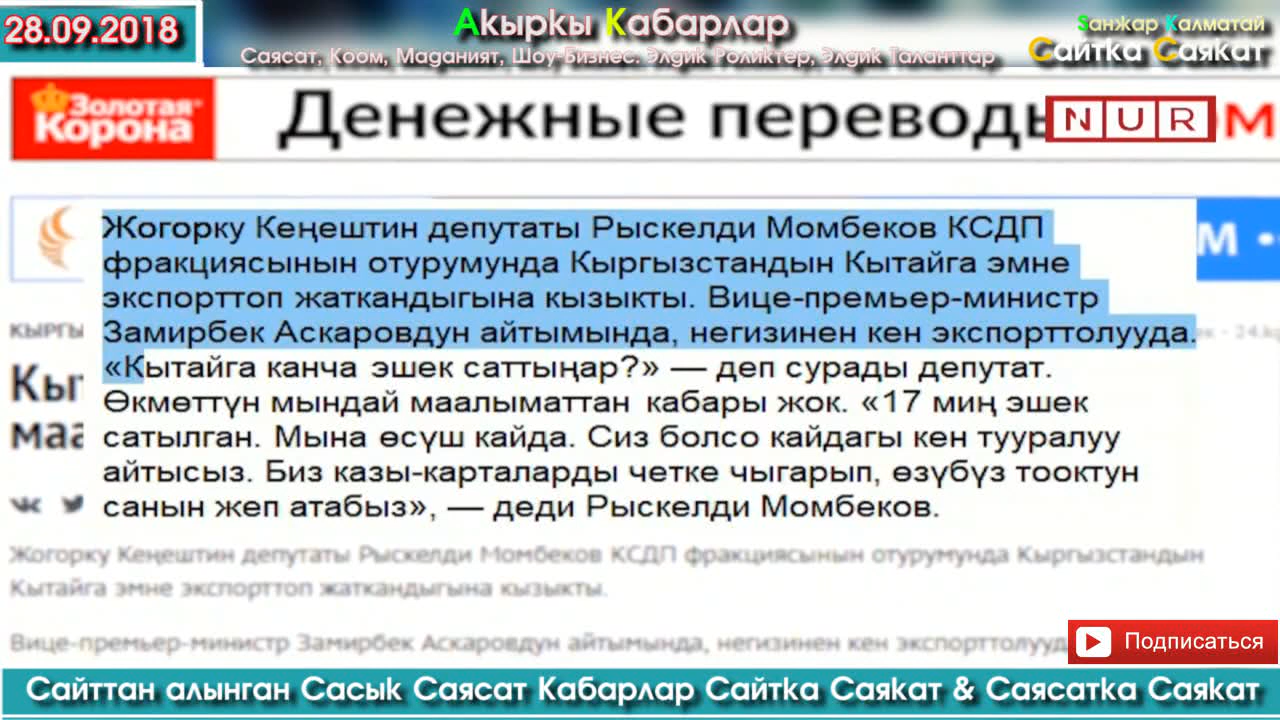 28.09.2018
Акыркы Кабарлар
Саясат, Коом, Маданият, Шоу-Бизнес. Элдик Роликтер, Элдик Таланттар
Санжар Калматай
Сайтка Саякат
Золотая
Корона
Денежные переводы
NUR
ом
м •
Жогорку Кеңештин депутаты Рыскелди Момбеков КСДП
фракциясынын отурумунда Кыргызстандын Кытайга эмне
экспорттоп жаткандыгына кызыкты. Вице-премьер-министр
Замирбек Аскаровдун айтымында, негизинен кен экспорттолууда.
«Кытайга канча эшек саттыңар?» — деп сурады депутат.
Өкмөттүн мындай маалыматтан кабары жок. «17 миң эшек
сатылган. Мына өсүш кайда. Сиз болсо кайдагы кен тууралуу
айтысыз. Биз казы-карталарды четке чыгарып, өзүбүз тооктун
санын жеп атабыз», — деди Рыскелди Момбеков.
КЫРГЫ
Кыт
маа
Жогорку Кеңештин депутаты Рыскелди Момбеков КСДП фракциясынын отурумунда Кыргызстандын
Кытайга эмне экспорттоп жаткандыгына кызыкты.
Вице-премьер-министр Замирбек Аскаровдун айтымында, негизинен кен экспорттолууд
Подписаться
Сайттан алынган Сасык Саясат Кабарлар Сайтка Саякат & Саясатка Саякат